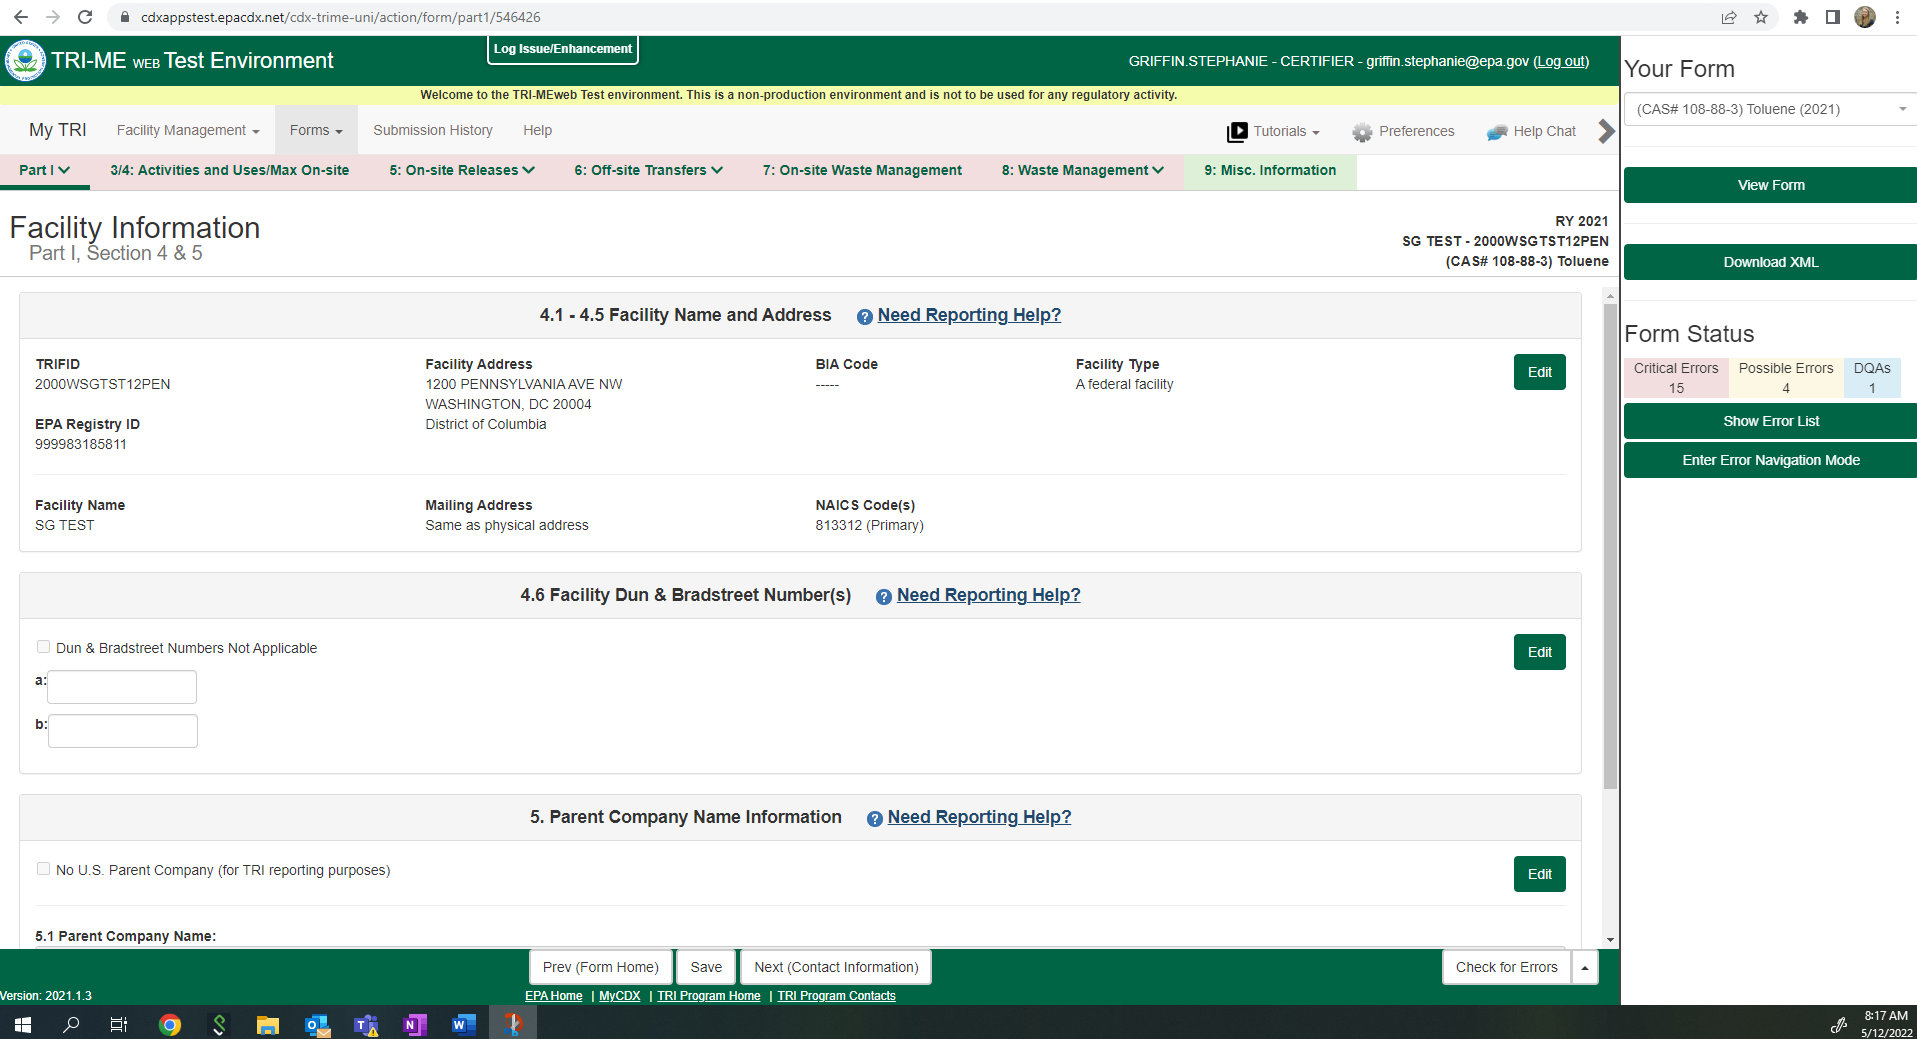 cdxappstest.epacdx.net/cdx-trime-uni/action/form/part1/546426
TRI-ME WEB Test Environment
Log Issue/Enhancement
GRIFFIN.STEPHANIE - CERTIFIER - griffin.stephanie@epa.gov (Log out)
Welcome to the TRI-MEweb Test environment. This is a non-production environment and is not to be used for any regulatory activity.
My TRI Facility Management Forms Submission History Help Tutorials Preferences Help Chat
Part I 3/4: Activities and Uses/Max On-site 5: On-site Releases 6: Off-site Transfers 7: On-site Waste Management 8: Waste Management 9: Misc. Information
Facility Information
Part I, Section 4 & 5
RY 2021
SG TEST - 2000WSGTST12PEN
(CAS# 108-88-3) Toluene
4.1 - 4.5 Facility Name and Address ? Need Reporting Help?
TRIFID
2000WSGTST12PEN
EPA Registry ID
999983185811
Facility Address
1200 PENNSYLVANIA AVE NW
WASHINGTON, DC 20004
District of Columbia
BIA Code
-----
Facility Type
A federal facility
Edit
Facility Name
SG TEST
Mailing Address
Same as physical address
NAICS Code(s)
813312 (Primary)
4.6 Facility Dun & Bradstreet Number(s) ? Need Reporting Help?
Dun & Bradstreet Numbers Not Applicable
Edit
a:
b:
5. Parent Company Name Information ? Need Reporting Help?
No U.S. Parent Company (for TRI reporting purposes)
Edit
5.1 Parent Company Name:
Prev (Form Home) Save Next (Contact Information) Check for Errors
Version: 2021.1.3
EPA Home | MyCDX | TRI Program Home | TRI Program Contacts
Your Form
(CAS# 108-88-3) Toluene (2021)
View Form
Download XML
Form Status
Critical Errors Possible Errors DQAs
15 4 1
Show Error List
Enter Error Navigation Mode
8:17 AM
5/12/2022